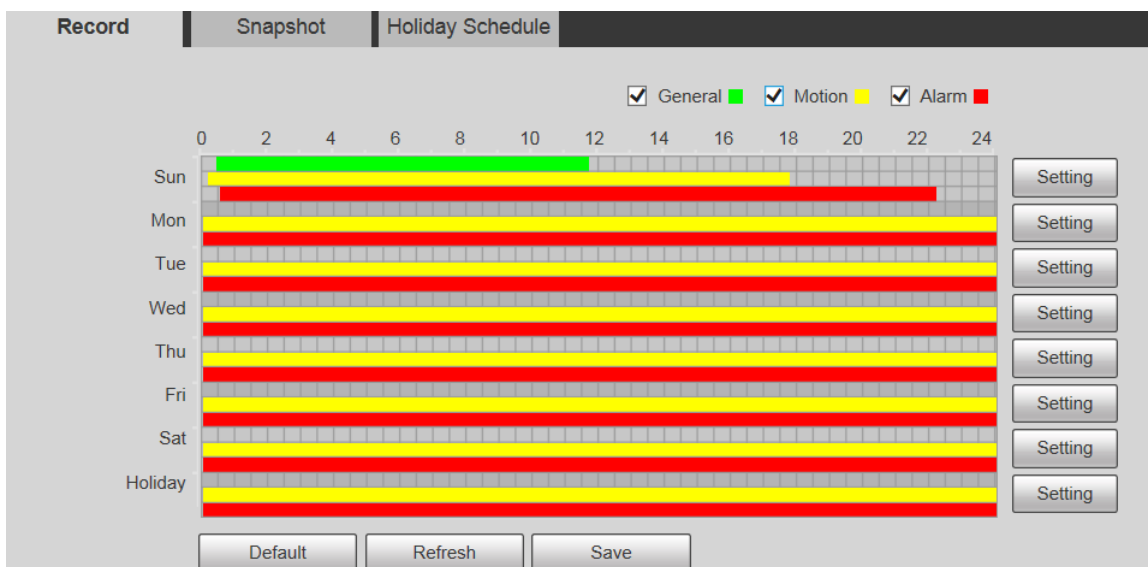 Record Snapshot Holiday Schedule
General Motion Alarm
0 2 4 6 8 10 12 14 16 18 20 22 24
Sun Setting
Mon Setting
Tue Setting
Wed Setting
Thu Setting
Fri Setting
Sat Setting
Holiday Setting
Default Refresh Save